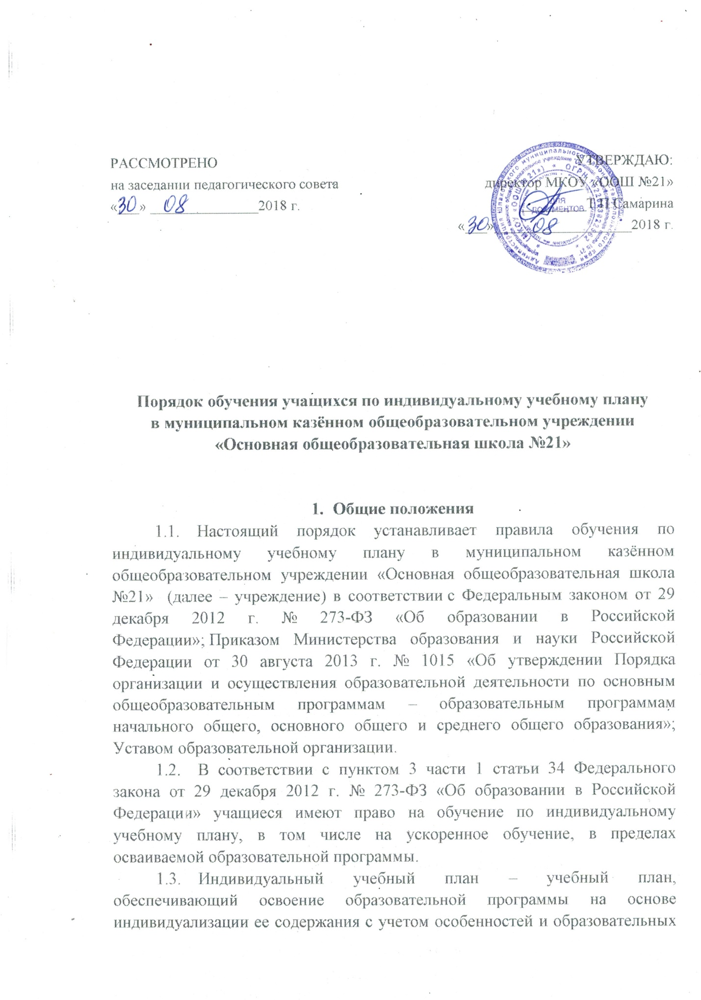 РАССМОТРЕНО
на заседании педагогического совета
«30» 08 2018 г.
УТВЕРЖДАЮ:
директор МКОУ «ООШ №21»
Т.П Самарина
«30» 08 2018 г.
ДЛЯ
ДОКУМЕНТОВ
Порядок обучения учащихся по индивидуальному учебному плану
в муниципальном казённом общеобразовательном учреждении
«Основная общеобразовательная школа №21»
1. Общие положения
1.1. Настоящий порядок устанавливает правила обучения по
индивидуальному учебному плану в муниципальном казённом
общеобразовательном учреждении «Основная общеобразовательная школа
№21» (далее – учреждение) в соответствии с Федеральным законом от 29
декабря 2012 г. № 273-ФЗ «Об образовании в Российской
Федерации»; Приказом Министерства образования и науки Российской
Федерации от 30 августа 2013 г. № 1015 «Об утверждении Порядка
организации и осуществления образовательной деятельности по основным
общеобразовательным программам – образовательным программам
начального общего, основного общего и среднего общего образования»;
Уставом образовательной организации.
1.2. В соответствии с пунктом 3 части 1 статьи 34 Федерального
закона от 29 декабря 2012 г. № 273-ФЗ «Об образовании в Российской
Федерации» учащиеся имеют право на обучение по индивидуальному
учебному плану, в том числе на ускоренное обучение, в пределах
осваиваемой образовательной программы.
1.3. Индивидуальный учебный план – учебный план,
обеспечивающий освоение образовательной программы на основе
индивидуализации ее содержания с учетом особенностей и образовательных